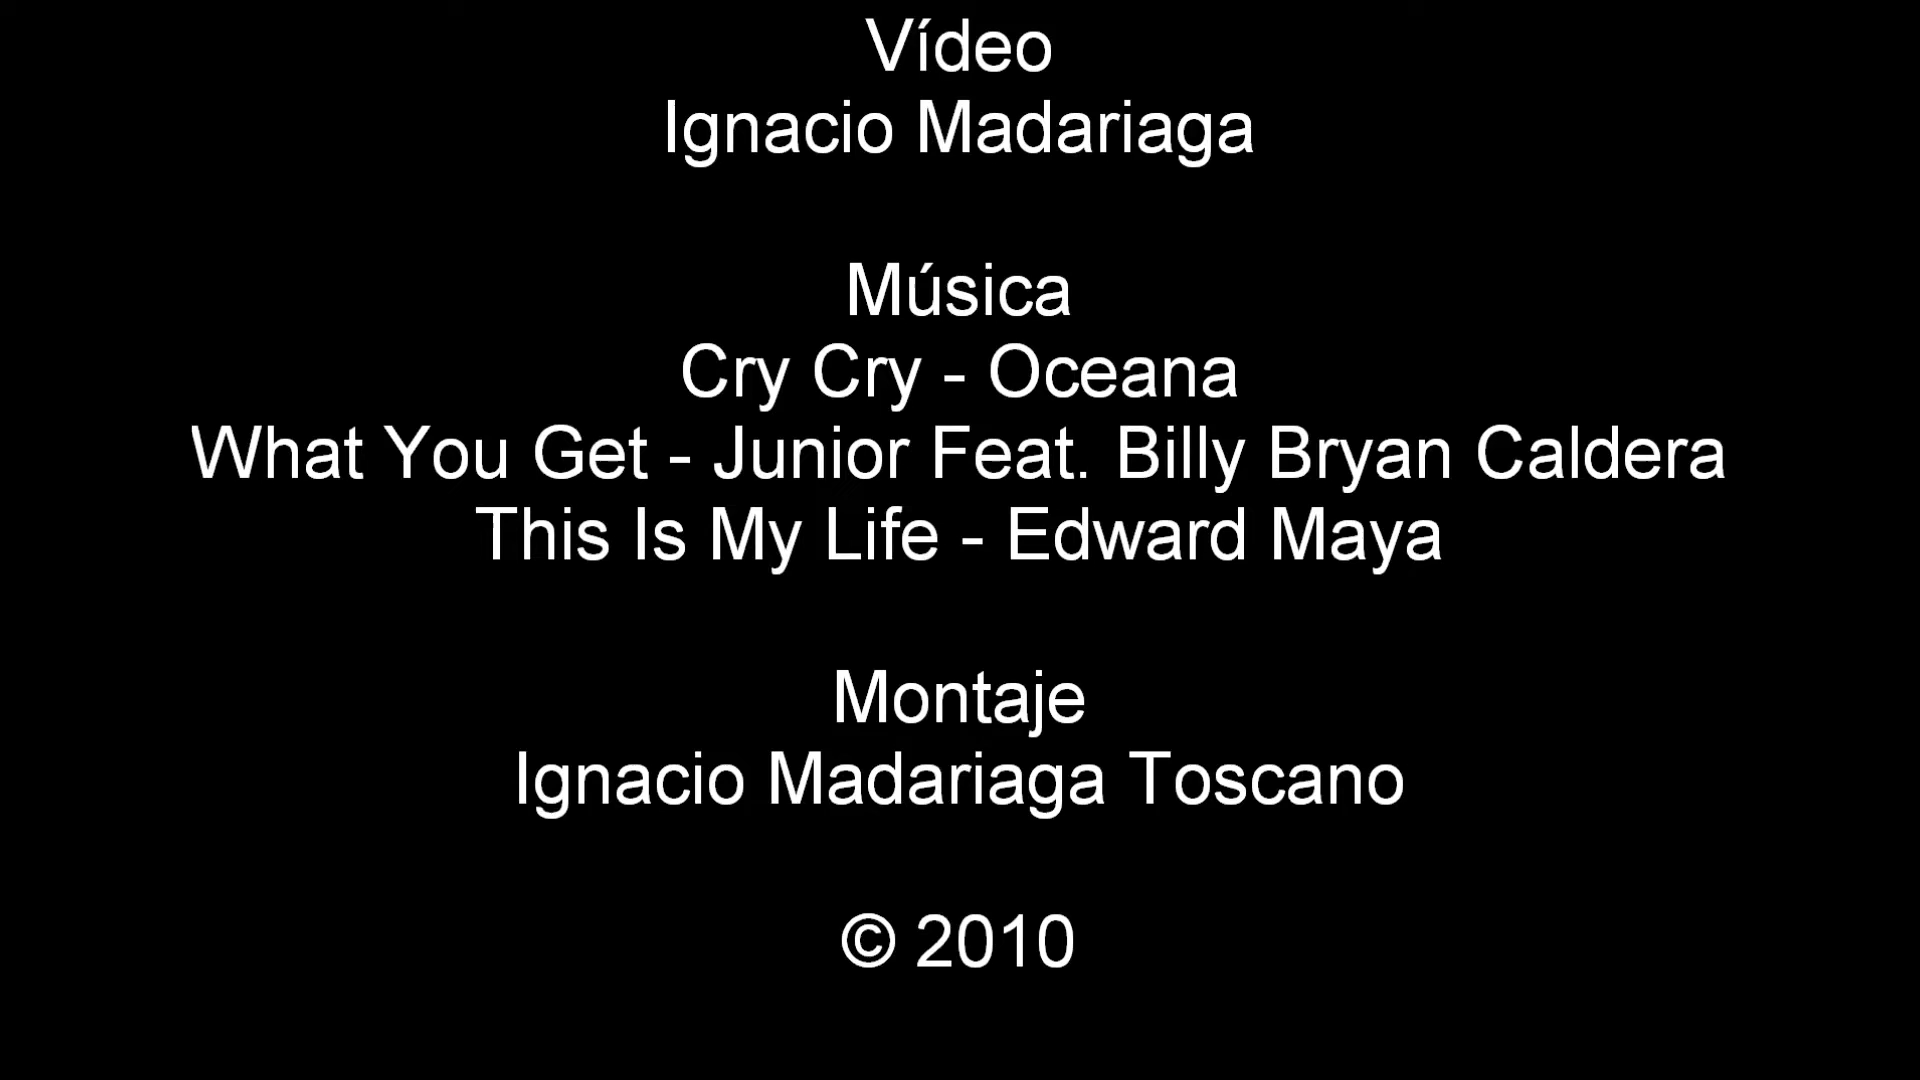 Vídeo
Ignacio Madariaga
Música
Cry Cry - Oceana
What You Get - Junior Feat. Billy Bryan Caldera
This Is My Life - Edward Maya
Montaje
Ignacio Madariaga Toscano
© 2010